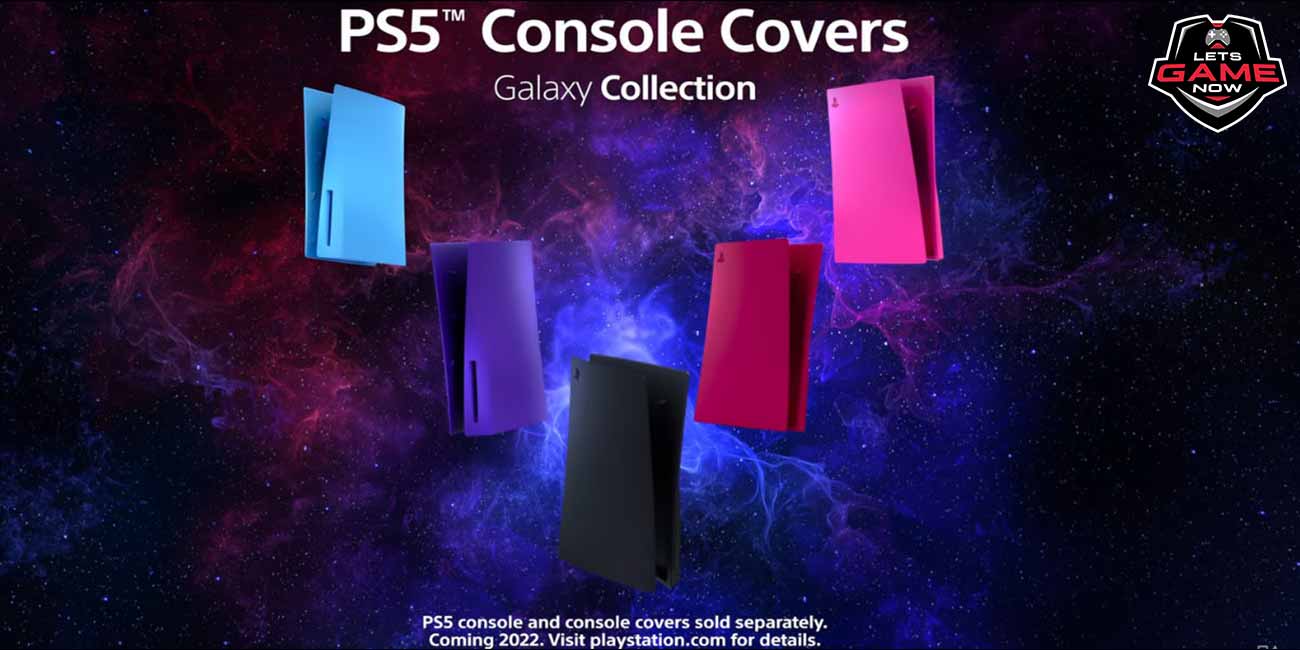 PS5™ Console Covers
Galaxy Collection
LETS
GAME
NOW
PS5 console and console covers sold separately.
Coming 2022. Visit playstation.com for details.